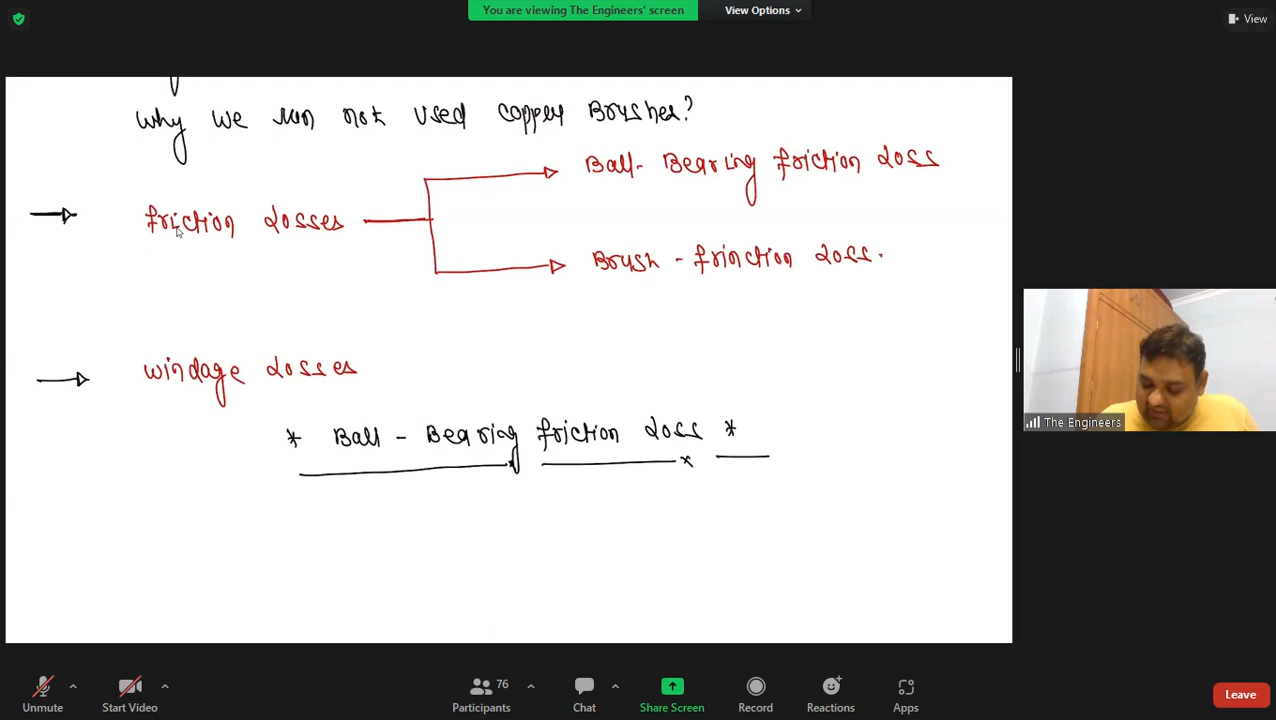 You are viewing The Engineers' screen
View Options
View
why we can not used copper Brushes?
Ball- Bearing friction loss
friction losses
Brush - frinction loss.
windage losses
* Ball - Bearing friction loss *
The Engineers
Unmute
Start Video
76
Participants
Chat
Share Screen
Record
Reactions
Apps
Leave